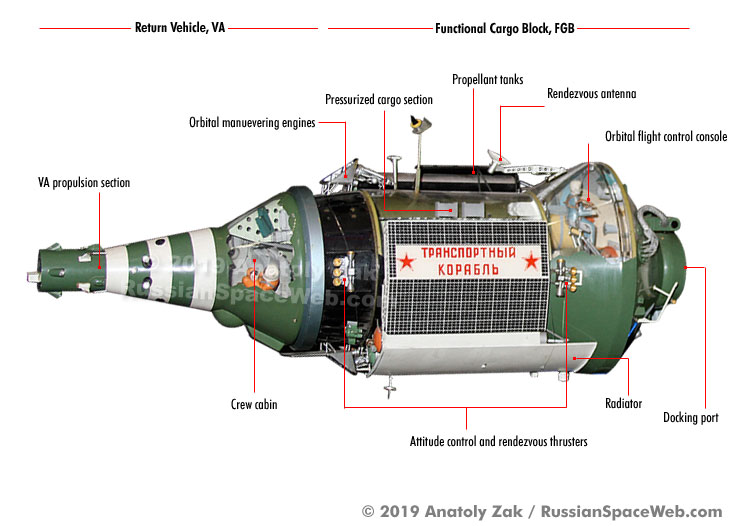 Return Vehicle, VA
Functional Cargo Block, FGB
Propellant tanks
Pressurized cargo section
Rendezvous antenna
Orbital manuevering engines
Orbital flight control console
VA propulsion section
ТРАНСПОРТНЫЙ
КОРАБЛЬ
© 2019 Anatoly Zak
RussianSpaceWeb.com
Crew cabin
Radiator
Docking port
Attitude control and rendezvous thrusters
© 2019 Anatoly Zak / RussianSpaceWeb.com